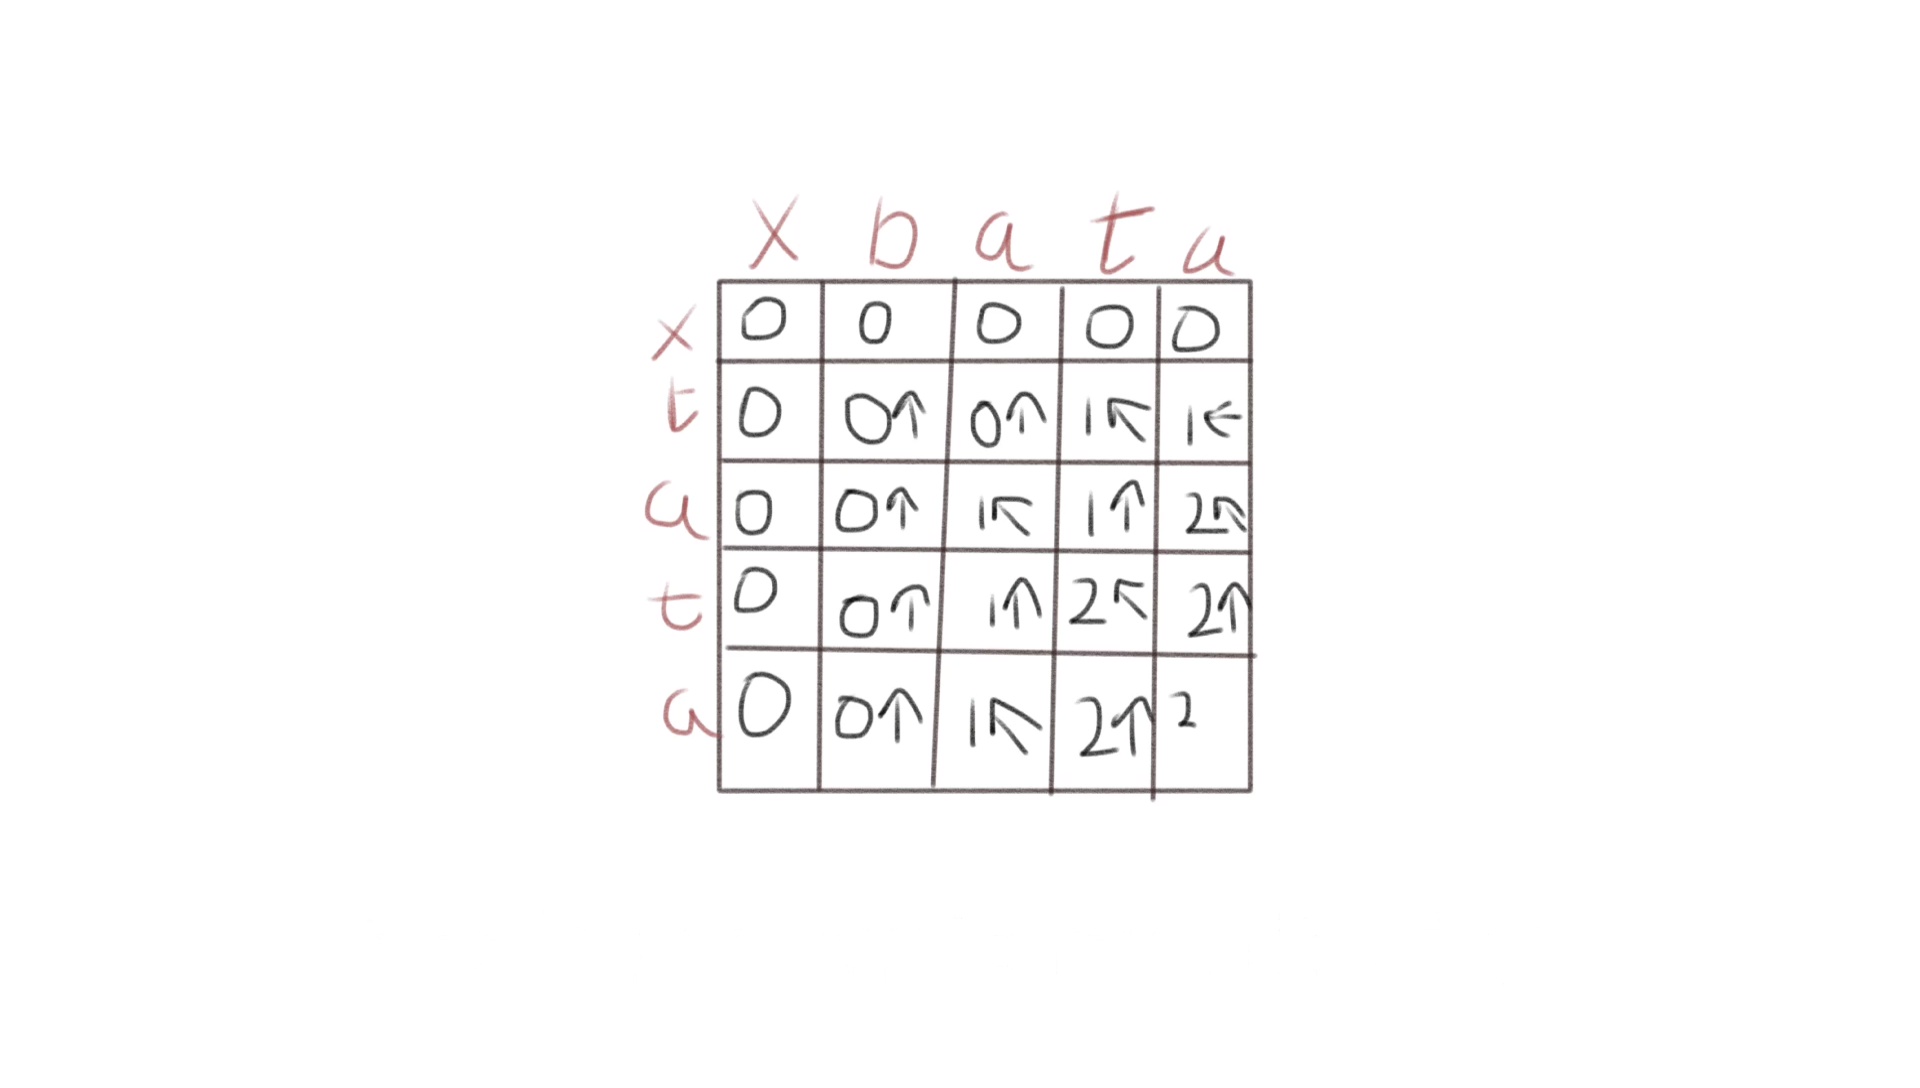 x b a t a
x 0 0 0 0 0
t 0 0↑ 0↑ 1↖ 1←
a 0 0↑ 1↖ 1↑ 2↖
t 0 0↑ 1↑ 2↖ 2↑
a 0 0↑ 1↖ 2↑ 2